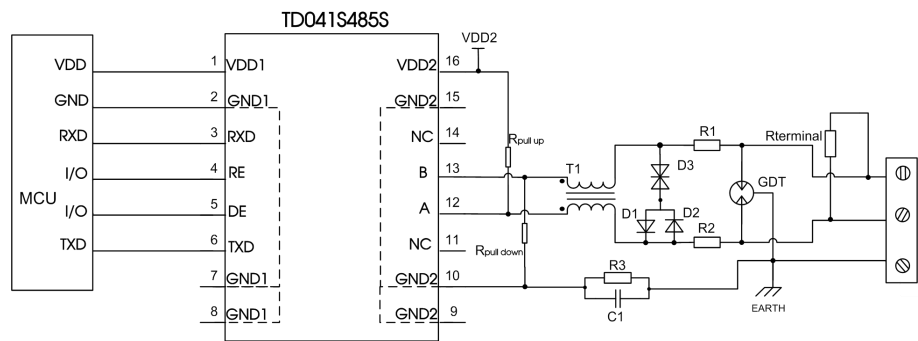 TD041S485S
VDD2
VDD 1 VDD1 VDD2 16
GND 2 GND1 GND2 15
RXD 3 RXD NC 14
Rpull up
R1
Rterminal
I/O 4 RE B 13
T1
D3
GDT
MCU
I/O 5 DE A 12
D1
D2
R2
TXD 6 TXD NC 11
Rpull down
7 GND1 GND2 10
R3
8 GND1 GND2 9
C1
EARTH